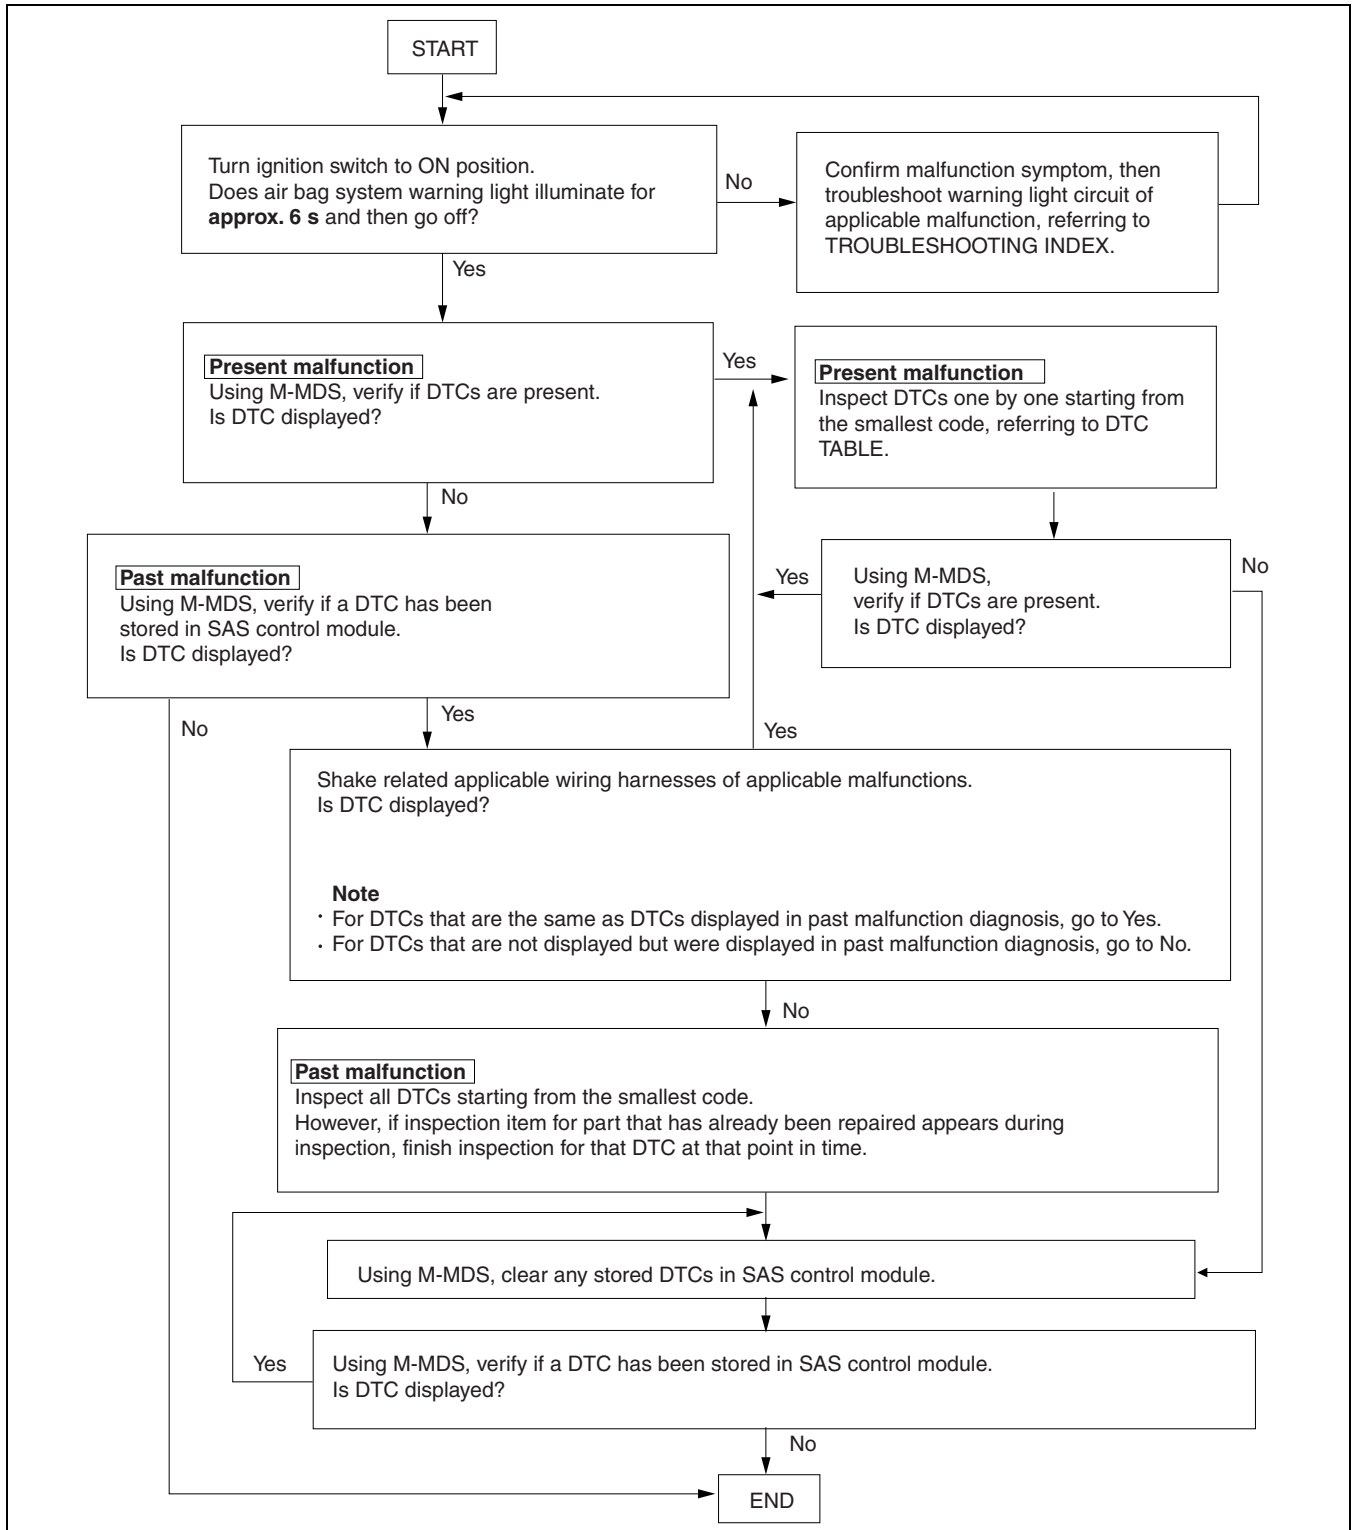 START
Turn ignition switch to ON position.
Does air bag system warning light illuminate for
approx. 6 s and then go off?
No
Confirm malfunction symptom, then
troubleshoot warning light circuit of
applicable malfunction, referring to
TROUBLESHOOTING INDEX.
Yes
Present malfunction
Using M-MDS, verify if DTCs are present.
Is DTC displayed?
Yes
Present malfunction
Inspect DTCs one by one starting from
the smallest code, referring to DTC
TABLE.
No
Past malfunction
Using M-MDS, verify if a DTC has been
stored in SAS control module.
Is DTC displayed?
Yes
Using M-MDS,
verify if DTCs are present.
Is DTC displayed?
No
No
Yes
Yes
Shake related applicable wiring harnesses of applicable malfunctions.
Is DTC displayed?
Note
· For DTCs that are the same as DTCs displayed in past malfunction diagnosis, go to Yes.
· For DTCs that are not displayed but were displayed in past malfunction diagnosis, go to No.
No
Past malfunction
Inspect all DTCs starting from the smallest code.
However, if inspection item for part that has already been repaired appears during
inspection, finish inspection for that DTC at that point in time.
Using M-MDS, clear any stored DTCs in SAS control module.
Yes
Using M-MDS, verify if a DTC has been stored in SAS control module.
Is DTC displayed?
No
END